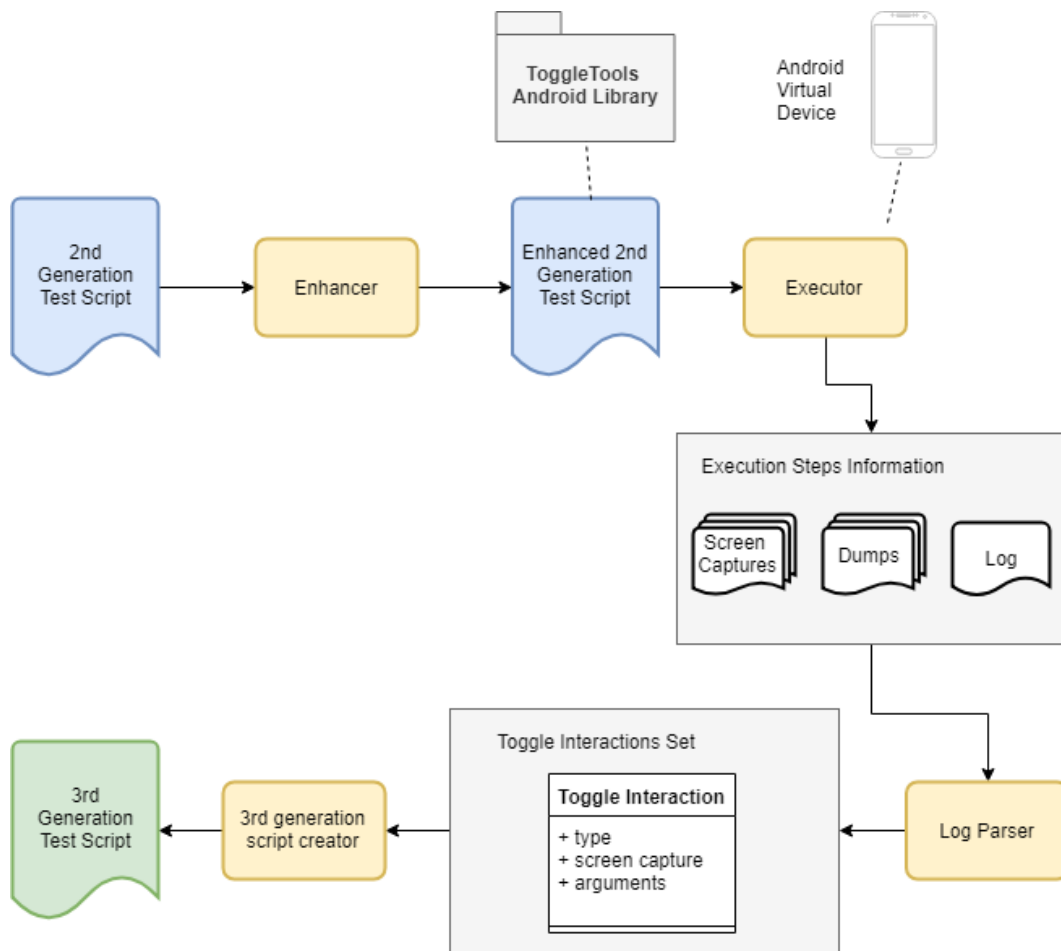 ToggleTools
Android Library
Android
Virtual
Device
2nd
Generation
Test Script
Enhancer
Enhanced 2nd
Generation
Test Script
Executor
Execution Steps Information
Screen
Captures
Dumps
Log
Toggle Interactions Set
Toggle Interaction
+ type
+ screen capture
+ arguments
3rd
Generation
Test Script
3rd generation
script creator
Log Parser